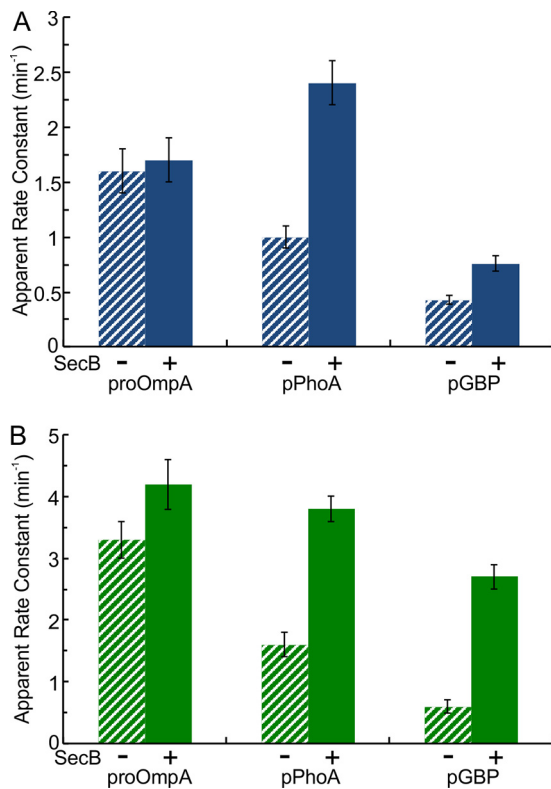 A
Apparent Rate Constant (min⁻¹)
3
2.5
2
1.5
1
0.5
0
SecB - + - + - +
proOmpA pPhoA pGBP
B
Apparent Rate Constant (min⁻¹)
5
4
3
2
1
0
SecB - + - + - +
proOmpA pPhoA pGBP